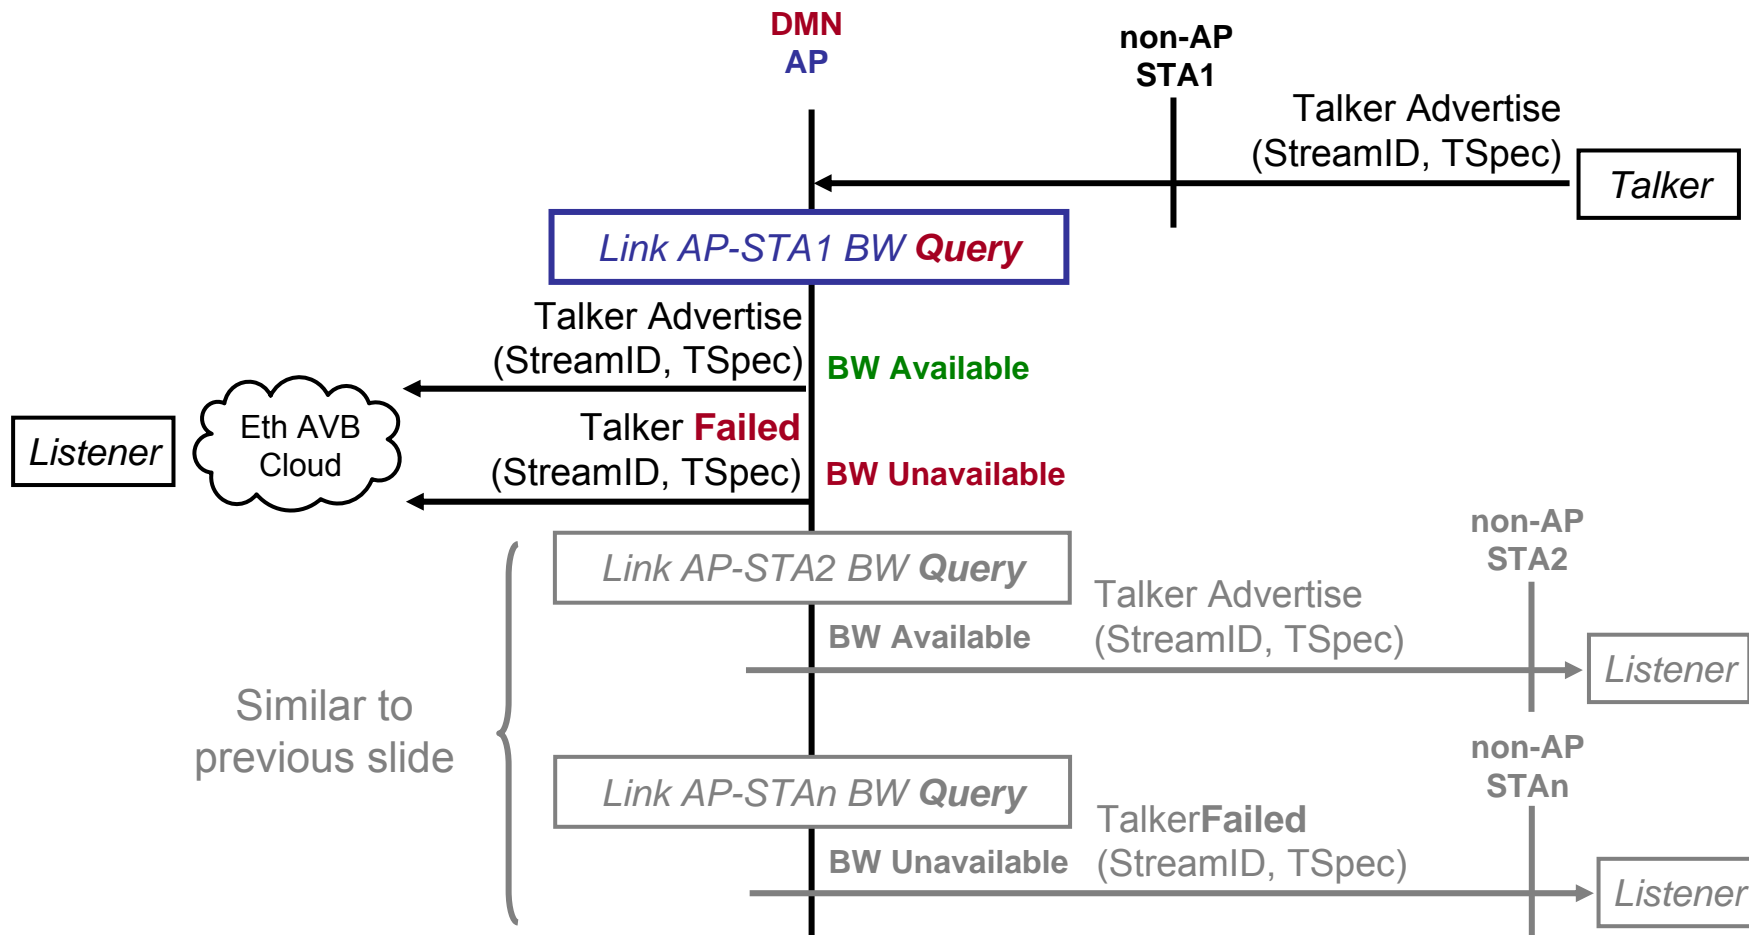 DMN
AP
non-AP
STA1
Talker Advertise
(StreamID, TSpec)
Talker
Link AP-STA1 BW Query
Talker Advertise
(StreamID, TSpec)
BW Available
Listener
Eth AVB
Cloud
Talker Failed
(StreamID, TSpec)
BW Unavailable
non-AP
STA2
Link AP-STA2 BW Query
Talker Advertise
(StreamID, TSpec)
BW Available
Listener
Similar to
previous slide
non-AP
STAn
Link AP-STAn BW Query
TalkerFailed
(StreamID, TSpec)
BW Unavailable
Listener